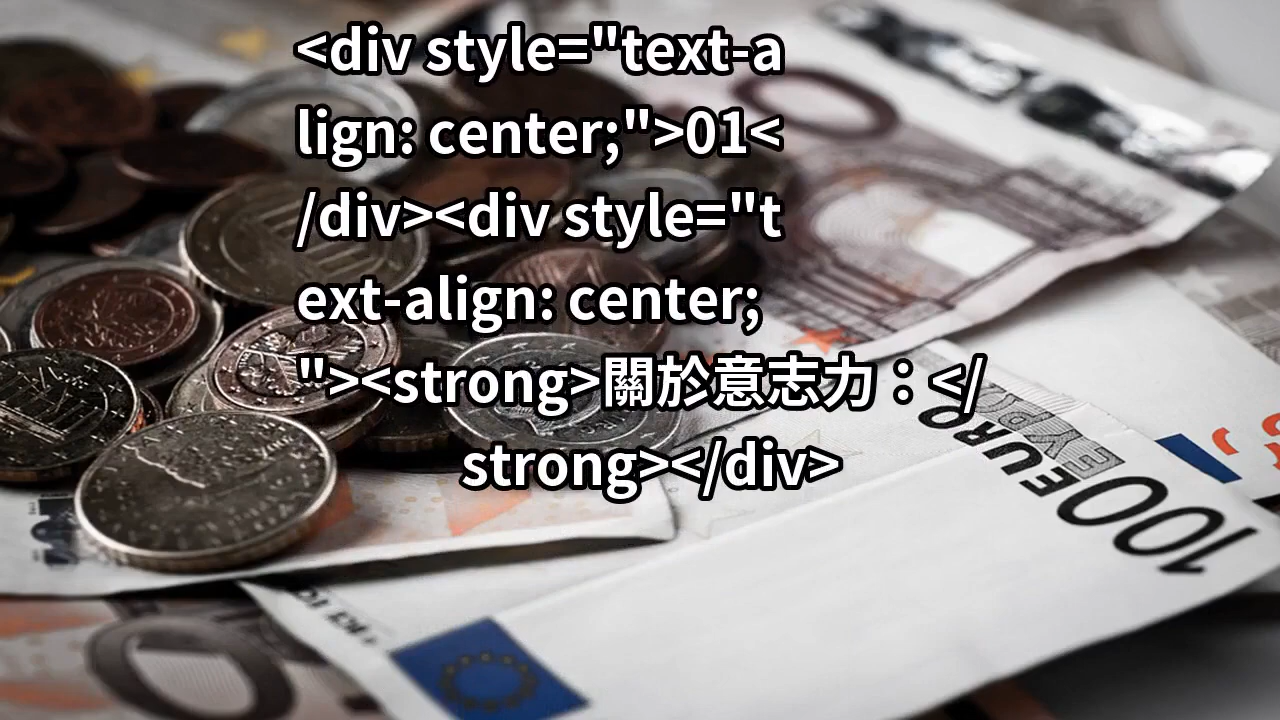 <div style="text-a
lign: center;">01<
/div><div style="t
ext-align: center;
"><strong>關於意志力：</
strong></div>
EURO
EYPΩ
100